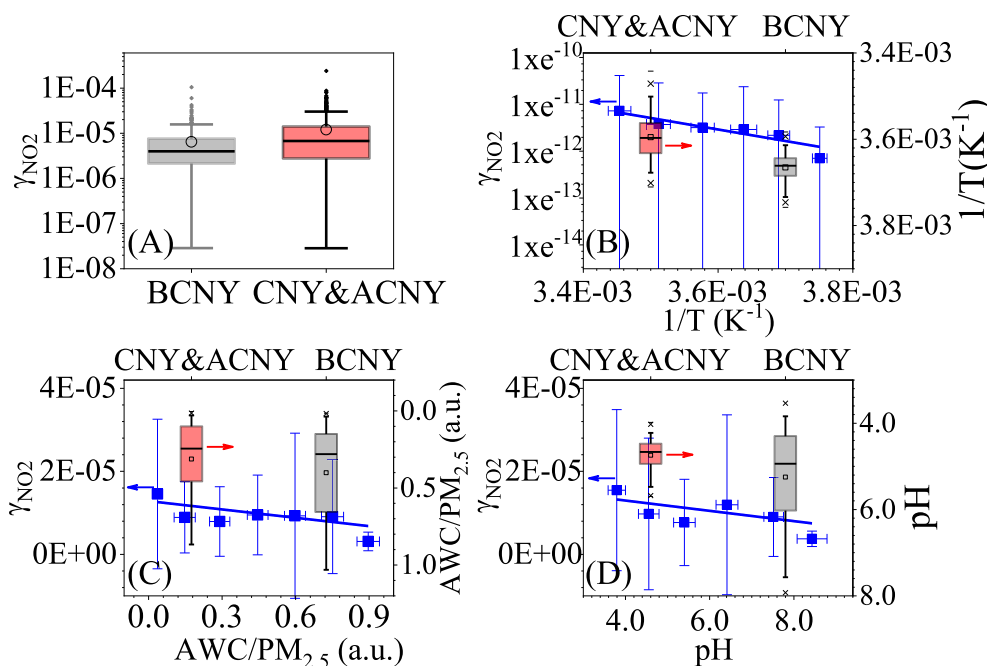 1E-04
1E-05
1E-06
1E-07
1E-08
γNO2
(A)
BCNY CNY&ACNY
CNY&ACNY BCNY
1xe-10
1xe-11
1xe-12
1xe-13
1xe-14
γNO2
(B)
3.4E-03
3.6E-03
3.8E-03
1/T(K-1)
3.4E-03 3.6E-03 3.8E-03
1/T (K-1)
CNY&ACNY BCNY
4E-05
2E-05
0E+00
γNO2
(C)
0.0
0.5
1.0
AWC/PM2.5 (a.u.)
0.0 0.3 0.6 0.9
AWC/PM2.5 (a.u.)
CNY&ACNY BCNY
4E-05
2E-05
0E+00
γNO2
(D)
4.0
6.0
8.0
pH
4.0 6.0 8.0
pH